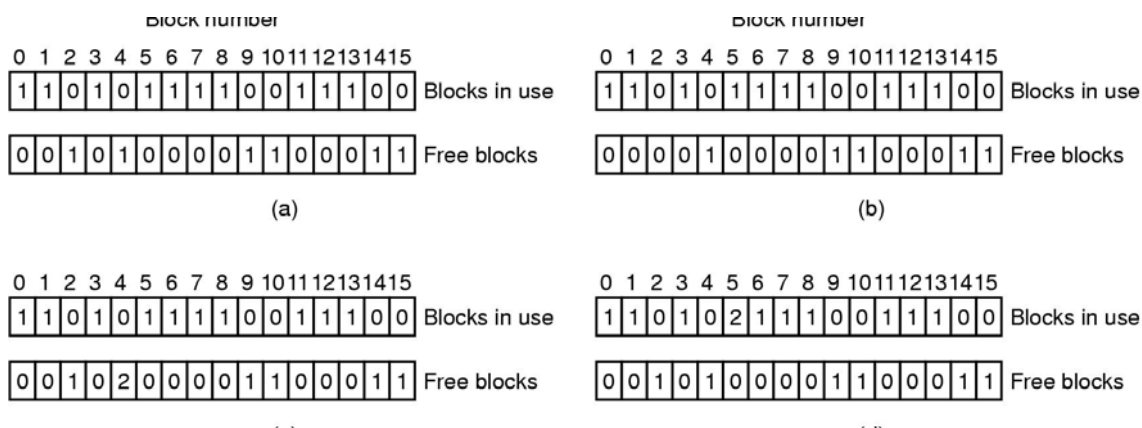 Block number
0 1 2 3 4 5 6 7 8 9 10 11 12 13 14 15
1 1 0 1 0 1 1 1 1 0 0 1 1 1 0 0 Blocks in use
0 0 1 0 1 0 0 0 0 1 1 0 0 0 1 1 Free blocks
(a)
Block number
0 1 2 3 4 5 6 7 8 9 10 11 12 13 14 15
1 1 0 1 0 1 1 1 1 0 0 1 1 1 0 0 Blocks in use
0 0 0 0 1 0 0 0 0 1 1 0 0 0 1 1 Free blocks
(b)
0 1 2 3 4 5 6 7 8 9 10 11 12 13 14 15
1 1 0 1 0 1 1 1 1 0 0 1 1 1 0 0 Blocks in use
0 0 1 0 2 0 0 0 0 1 1 0 0 0 1 1 Free blocks
0 1 2 3 4 5 6 7 8 9 10 11 12 13 14 15
1 1 0 1 0 2 1 1 1 0 0 1 1 1 0 0 Blocks in use
0 0 1 0 1 0 0 0 0 1 1 0 0 0 1 1 Free blocks